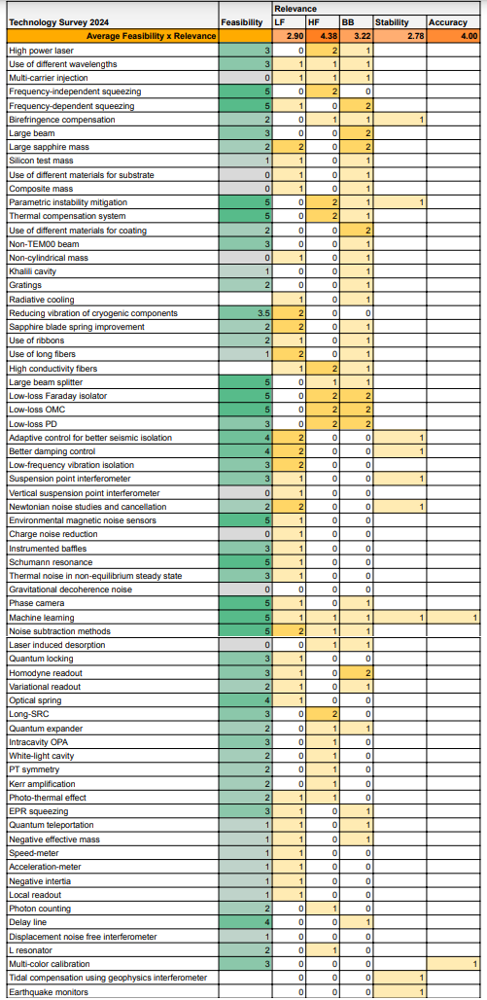 Relevance
Technology Survey 2024 Feasibility LF HF BB Stability Accuracy
Average Feasibility x Relevance 2.90 4.38 3.22 2.78 4.00
High power laser 3 0 2 1
Use of different wavelengths 3 1 1 1
Multi-carrier injection 0 1 1 1
Frequency-independent squeezing 5 0 2 0
Frequency-dependent squeezing 5 1 0 2
Birefringence compensation 2 0 1 1 1
Large beam 3 0 0 2
Large sapphire mass 2 2 0 2
Silicon test mass 1 1 0 1
Use of different materials for substrate 0 1 0 1
Composite mass 0 1 0 1
Parametric instability mitigation 5 0 2 1 1
Thermal compensation system 5 0 2 1
Use of different materials for coating 2 0 0 2
Non-TEM00 beam 3 0 0 1
Non-cylindrical mass 0 1 0 1
Khalili cavity 1 0 0 1
Gratings 2 0 0 1
Radiative cooling 1 0 1
Reducing vibration of cryogenic components 3.5 2 0 0
Sapphire blade spring improvement 2 2 0 1
Use of ribbons 2 1 0 1
Use of long fibers 1 2 0 1
High conductivity fibers 1 2 1
Large beam splitter 5 0 1 1
Low-loss Faraday isolator 5 0 2 2
Low-loss OMC 5 0 2 2
Low-loss PD 3 0 2 2
Adaptive control for better seismic isolation 4 2 0 0 1
Better damping control 4 2 0 0 1
Low-frequency vibration isolation 3 2 0 0
Suspension point interferometer 3 1 0 0 1
Vertical suspension point interferometer 0 1 0 0
Newtonian noise studies and cancellation 2 2 0 0 1
Environmental magnetic noise sensors 5 1 0 0
Charge noise reduction 0 1 0 0
Instrumented baffles 3 1 0 0
Schumann resonance 5 1 0 0
Thermal noise in non-equilibrium steady state 3 1 0 0
Gravitational decoherence noise 0 0 0 0
Phase camera 5 1 0 1
Machine learning 5 1 1 1 1 1
Noise subtraction methods 5 2 1 1
Laser induced desorption 0 0 1 1
Quantum locking 3 1 0 0
Homodyne readout 3 1 0 2
Variational readout 2 1 0 1
Optical spring 4 1 0 0
Long-SRC 3 0 2 0
Quantum expander 2 0 1 1
Intracavity OPA 3 0 1 0
White-light cavity 2 0 1 0
PT symmetry 2 0 1 0
Kerr amplification 2 0 1 0
Photo-thermal effect 2 1 1 0
EPR squeezing 3 1 0 1
Quantum teleportation 1 1 0 1
Negative effective mass 1 1 0 1
Speed-meter 1 1 0 0
Acceleration-meter 1 1 0 0
Negative intertia 1 1 0 0
Local readout 1 1 0 0
Photon counting 2 0 1 0
Delay line 4 0 0 1
Displacement noise free interferometer 1 0 0 0
L resonator 2 0 1 0
Multi-color calibration 3 0 0 0 1
Tidal compensation using geophysics interferometer 0 0 0 1
Earthquake monitors 0 0 0 1